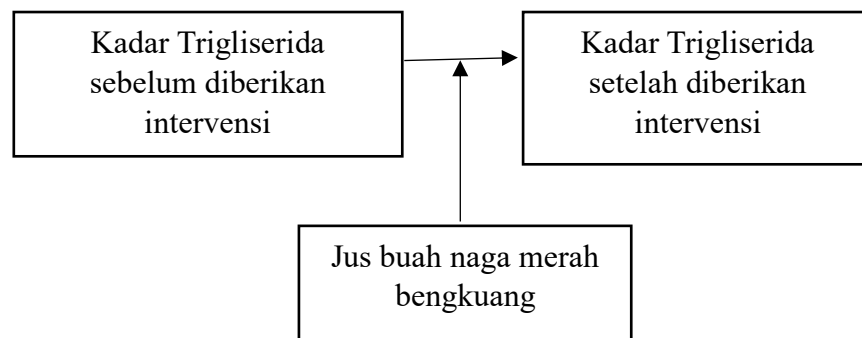 Kadar Trigliserida
sebelum diberikan
intervensi
Kadar Trigliserida
setelah diberikan
intervensi
Jus buah naga merah
bengkuang